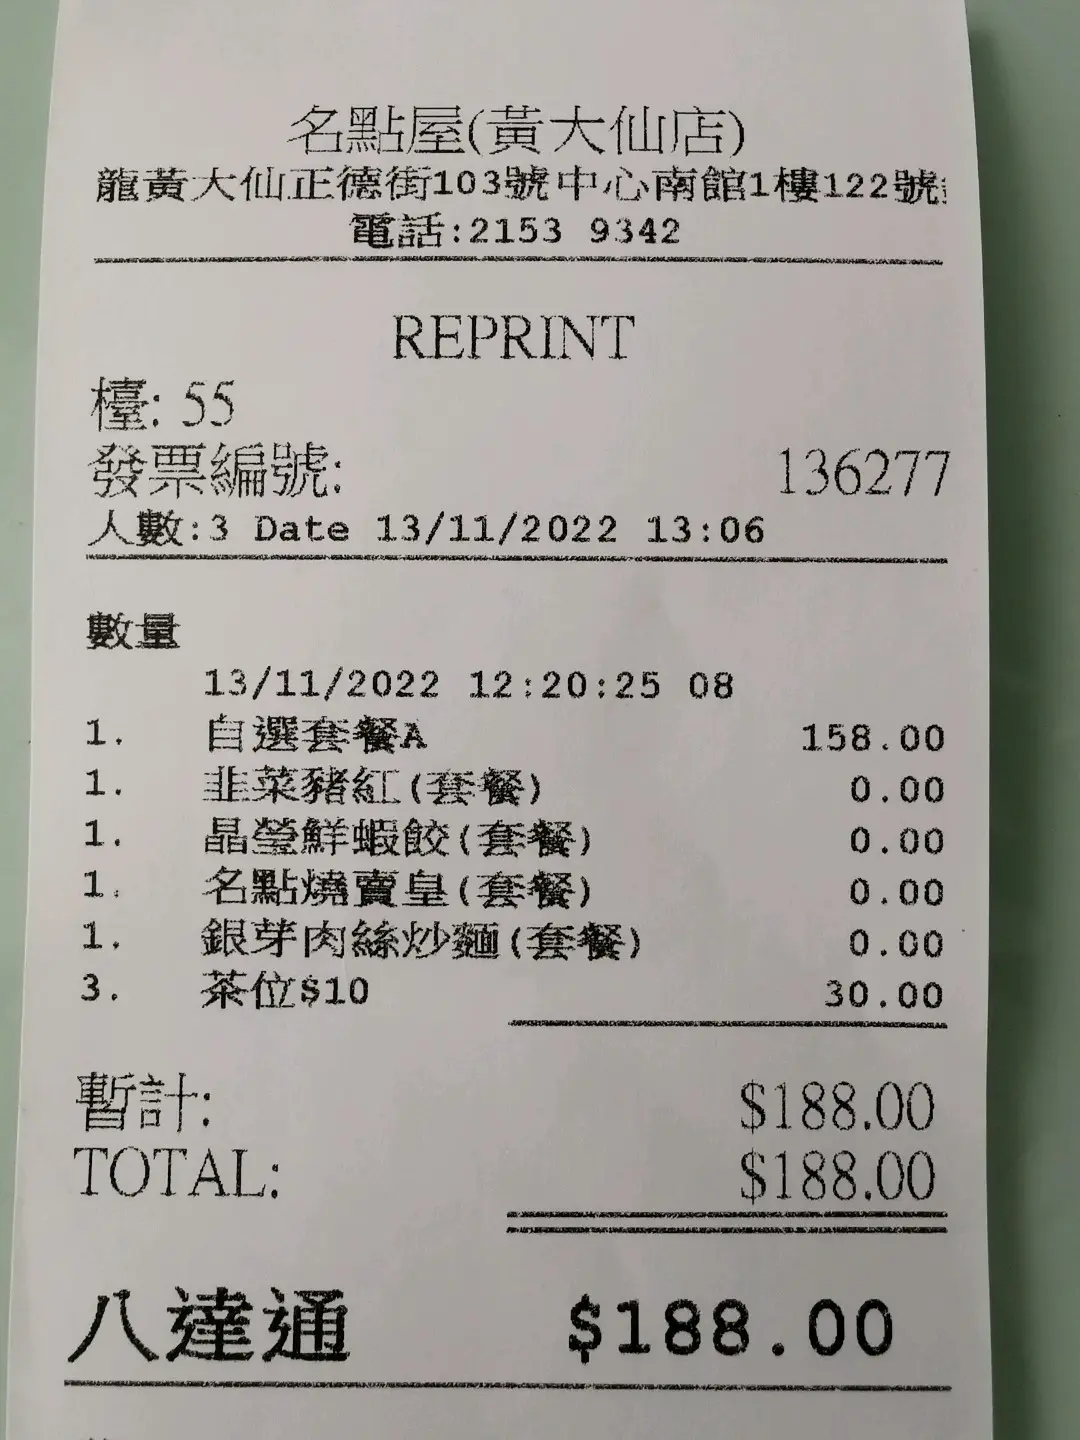 名點屋(黃大仙店)
龍黃大仙正德街103號中心南館1樓122號
電話:2153 9342
REPRINT
檯: 55
發票編號: 136277
人數:3 Date 13/11/2022 13:06
數量
13/11/2022 12:20:25 08
1. 自選套餐A 158.00
1. 韭菜豬紅(套餐) 0.00
1. 晶瑩鮮蝦餃(套餐) 0.00
1. 名點燒賣皇(套餐) 0.00
1. 銀芽肉絲炒麵(套餐) 0.00
3. 茶位$10 30.00
暫計: $188.00
TOTAL: $188.00
八達通 $188.00